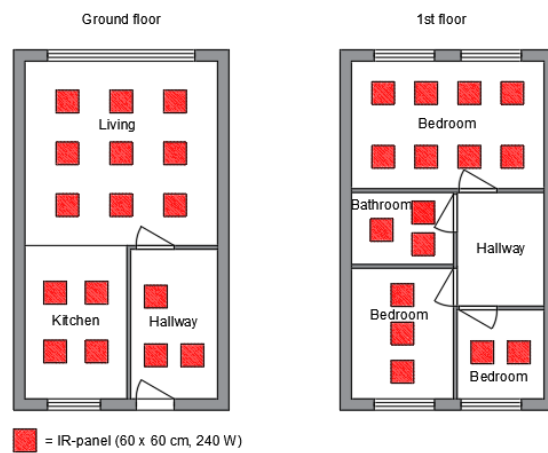 Ground floor
1st floor
Living
Kitchen
Hallway
Bedroom
Bathroom
Hallway
Bedroom
Bedroom
= IR-panel (60 x 60 cm, 240 W)